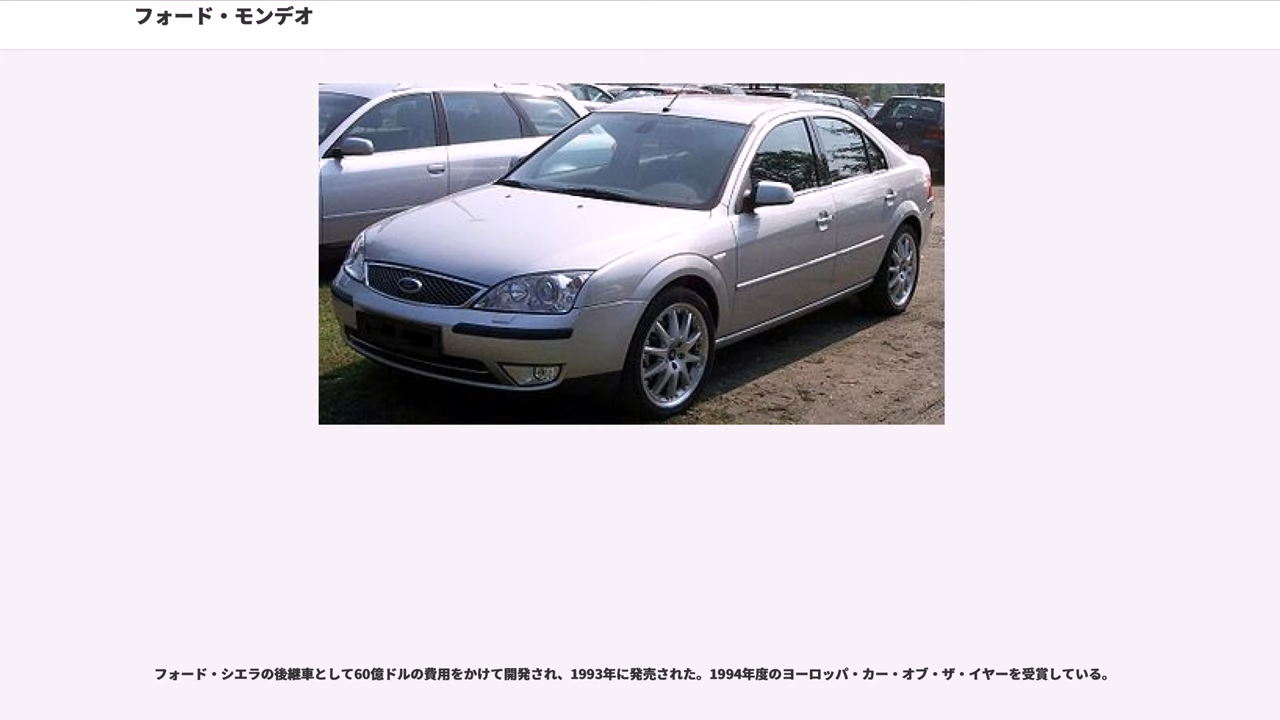 フォード・モンデオ
フォード・シエラの後継車として60億ドルの費用をかけて開発され、1993年に発売された。1994年度のヨーロッパ・カー・オブ・ザ・イヤーを受賞している。